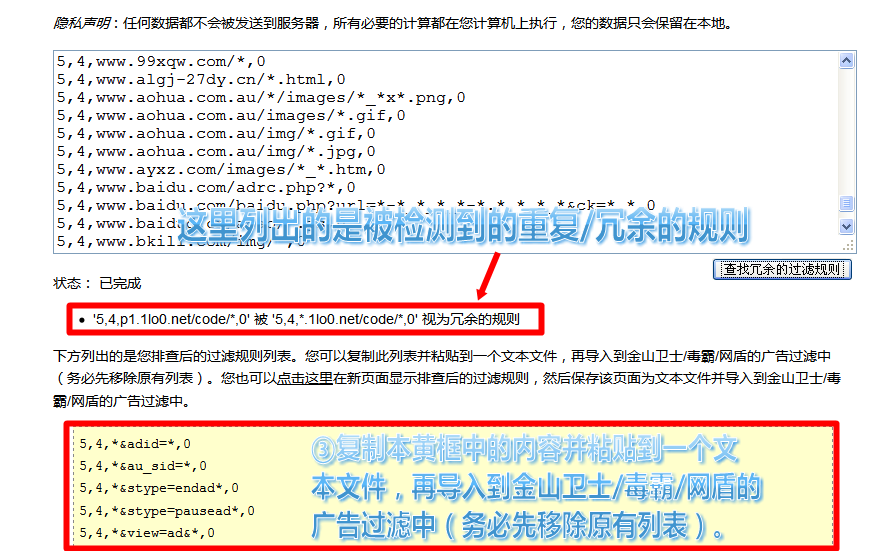 隐私声明：任何数据都不会被发送到服务器，所有必要的计算都在您计算机上执行，您的数据只会保留在本地。
5,4,www.99xqw.com/*,0
5,4,www.algj-27dy.cn/*.html,0
5,4,www.aohua.com.au/*/images/*_*x*.png,0
5,4,www.aohua.com.au/images/*.gif,0
5,4,www.aohua.com.au/img/*.gif,0
5,4,www.aohua.com.au/img/*.jpg,0
5,4,www.ayxz.com/images/*_*.htm,0
5,4,www.baidu.com/adrc.php?*,0
5,4,www.baidu.com/baidu.php?url=
5,4,www.baidu.com/
5,4,www.bkill.com/img/
这里列出的是被检测到的重复/冗余的规则
查找冗余的过滤规则
状态： 已完成
• '5,4,p1.1lo0.net/code/*,0' 被 '5,4,*.1lo0.net/code/*,0' 视为冗余的规则
下方列出的是您排查后的过滤规则列表。您可以复制此列表并粘贴到一个文本文件，再导入到金山卫士/毒霸/网盾的广告过滤中
（务必先移除原有列表）。您也可以点击这里在新页面显示排查后的过滤规则，然后保存该页面为文本文件并导入到金山卫士/毒
霸/网盾的广告过滤中。
5,4,*&adid=*,0
5,4,*&au_sid=*,0
5,4,*&stype=endad*,0
5,4,*&stype=pausead*,0
5,4,*&view=ad&*,0
③复制本黄框中的内容并粘贴到一个文
本文件，再导入到金山卫士/毒霸/网盾的
广告过滤中（务必先移除原有列表）。